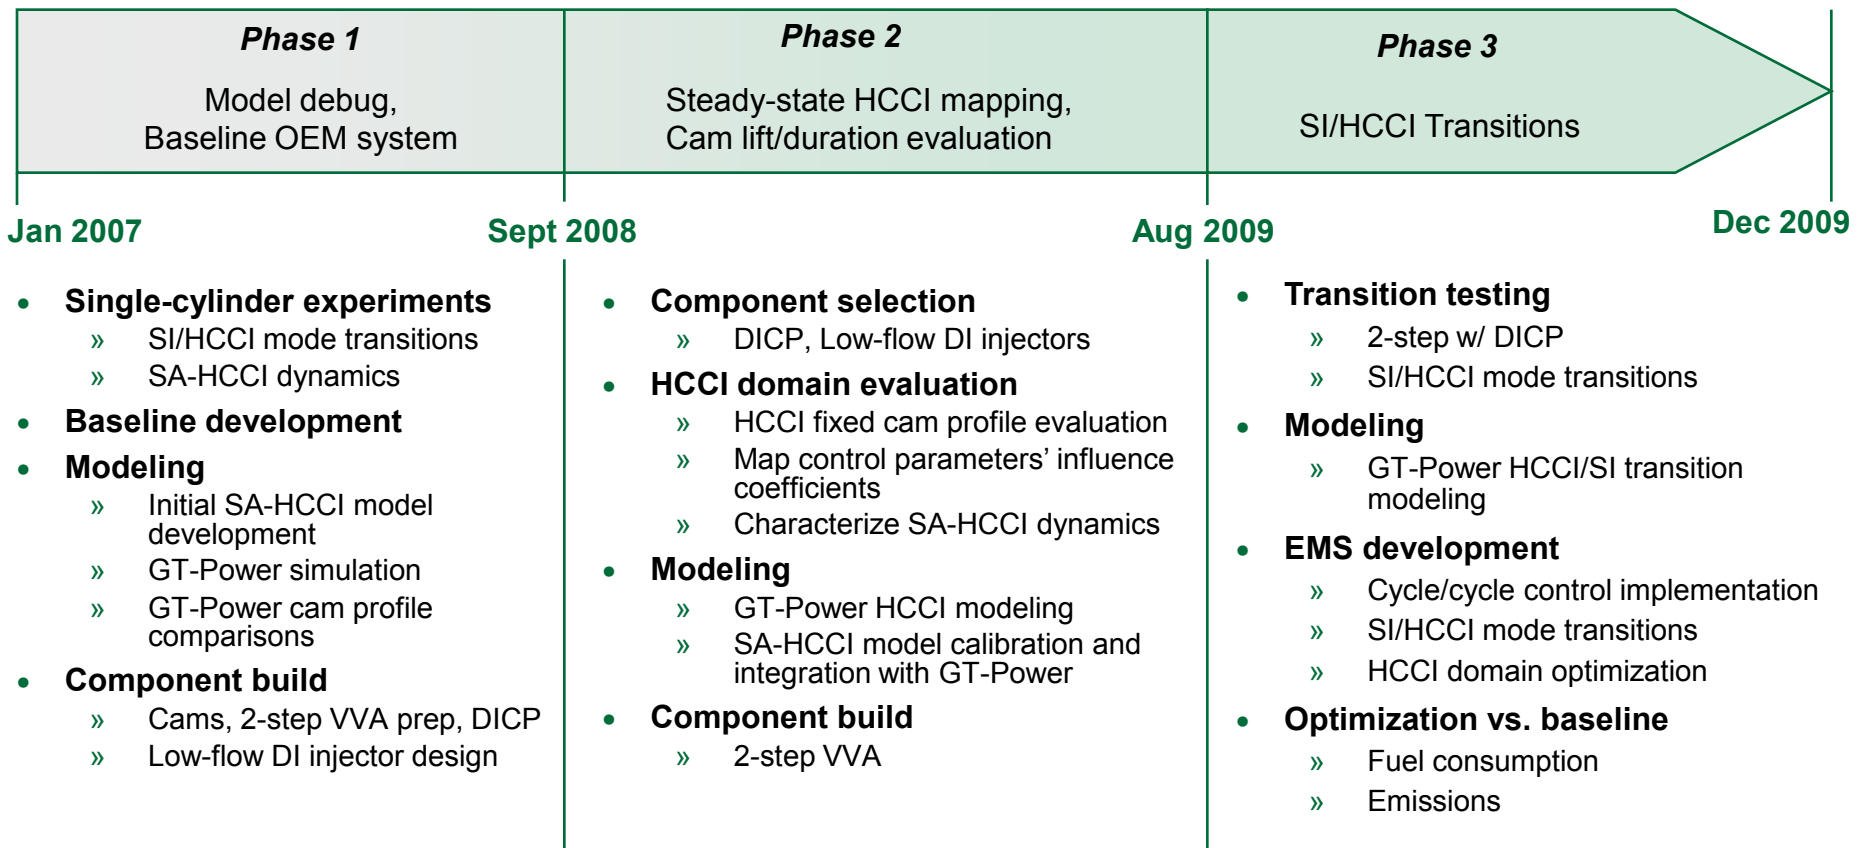 Phase 1
Model debug,
Baseline OEM system
Phase 2
Steady-state HCCI mapping,
Cam lift/duration evaluation
Phase 3
SI/HCCI Transitions
Jan 2007
Sept 2008
Aug 2009
Dec 2009
• Single-cylinder experiments
» SI/HCCI mode transitions
» SA-HCCI dynamics
• Baseline development
• Modeling
» Initial SA-HCCI model
development
» GT-Power simulation
» GT-Power cam profile
comparisons
• Component build
» Cams, 2-step VVA prep, DICP
» Low-flow DI injector design
• Component selection
» DICP, Low-flow DI injectors
• HCCI domain evaluation
» HCCI fixed cam profile evaluation
» Map control parameters’ influence
coefficients
» Characterize SA-HCCI dynamics
• Modeling
» GT-Power HCCI modeling
» SA-HCCI model calibration and
integration with GT-Power
• Component build
» 2-step VVA
• Transition testing
» 2-step w/ DICP
» SI/HCCI mode transitions
• Modeling
» GT-Power HCCI/SI transition
modeling
• EMS development
» Cycle/cycle control implementation
» SI/HCCI mode transitions
» HCCI domain optimization
• Optimization vs. baseline
» Fuel consumption
» Emissions